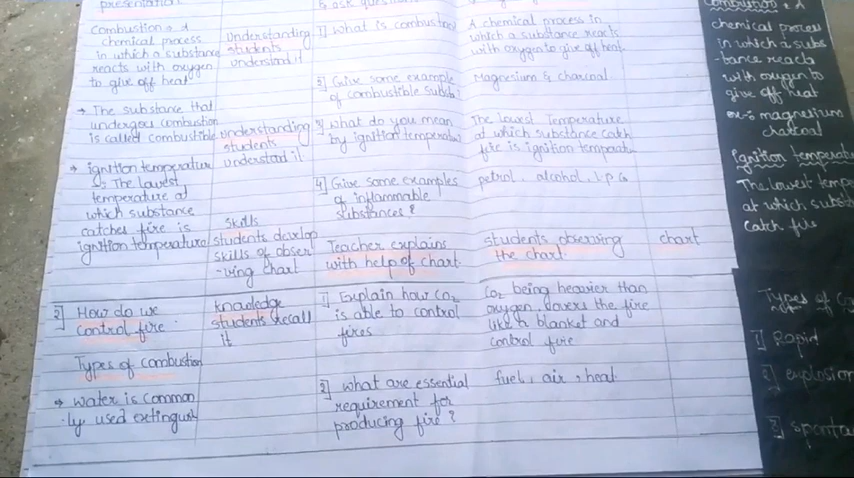 presentation.
Combustion → A
chemical process
in which a substance
reacts with oxygen
to give off heat
→ The substance that
undergoes combustion
is called combustible
→ ignition temperature
↳ The lowest
temperature at
which substance
catches fire is
ignition temperature
understanding
students
understood it
understanding
students
understood it
skills
students develop
skills of obser
-ving chart
1] What is combustion
3] Give some example
of combustible subst
what do you mean
by ignition temperatu
4] Give some examples
of inflammable
substances?
Teacher explains
with help of chart
A chemical process in
which a substance reacts
with oxygen to give off heat.
Magnesium & charcoal
The lowest Temperature
at which substance catch
fire is ignition temperatu
petrol, alcohol, LPG
students observing
the chart
chart
2] How do we
control fire
Types of combustion
→ water is common
-ly used extinguish
knowledge
students recall
it
1] Explain how CO2
is able to control
fires
2] what are essential
requirement for
producing fire?
CO2 being heavier than
oxygen, covers the fire
like a blanket and
control fire
fuel, air, heat
Combustion → A
chemical process
in which a subs
tance reacts
with oxygen to
give off heat
ex → magnesium
charcoal
Ignition temperatu
The lowest tempe
at which subst
catch fire
Types of Co
1] Rapid
2] explosion
3] sponta